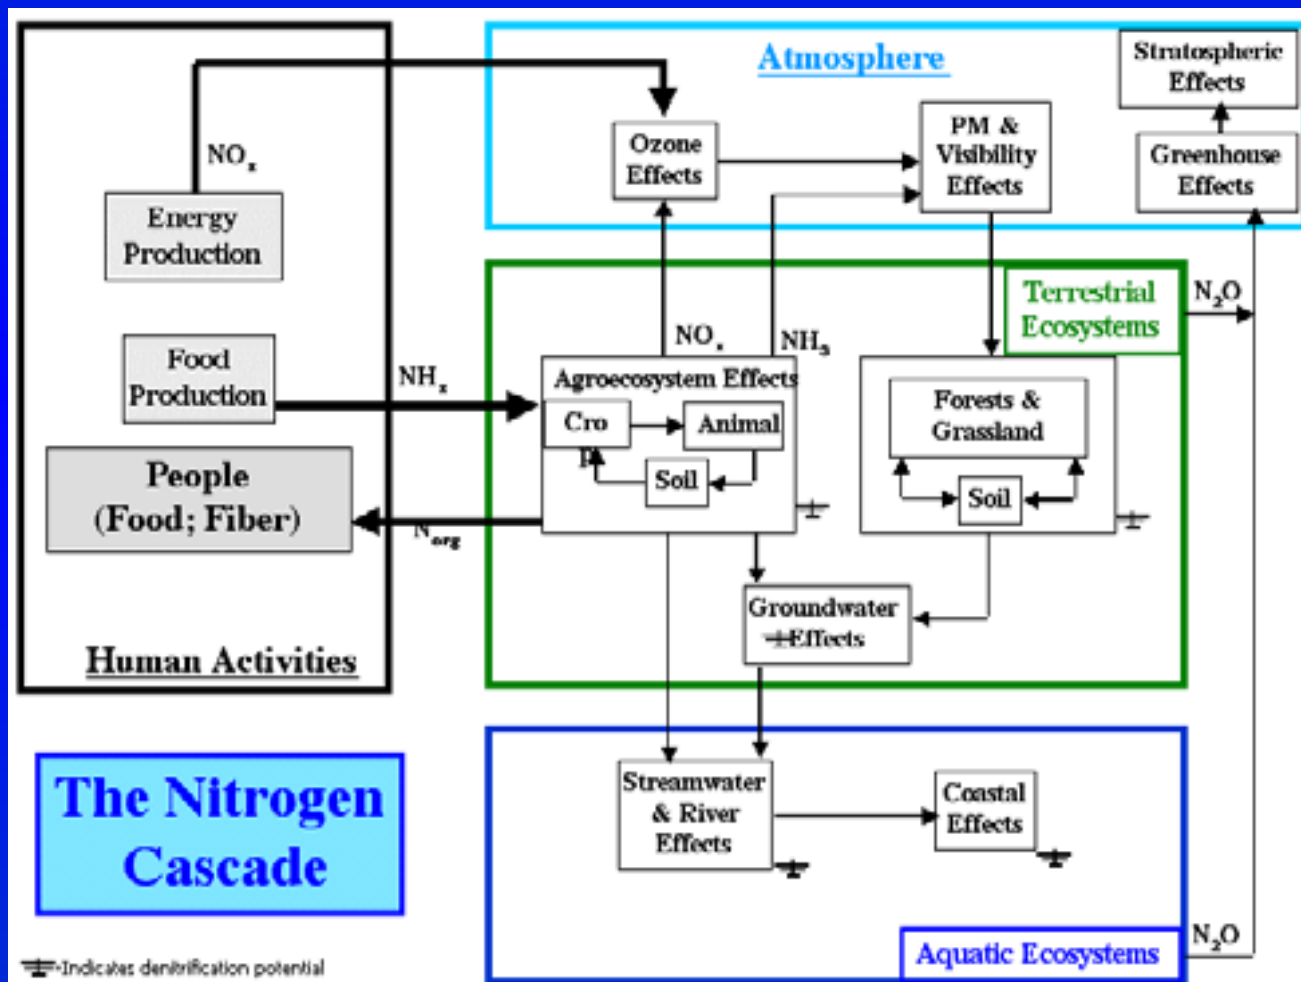 Atmosphere
Stratospheric
Effects
NOx
Ozone
Effects
PM &
Visibility
Effects
Greenhouse
Effects
Energy
Production
Terrestrial
Ecosystems
N2O
Food
Production
NHx
NOx
NH3
Agroecosystem Effects
Cro
p
Animal
Soil
Forests &
Grassland
Soil
People
(Food; Fiber)
Norg
Groundwater
Effects
Human Activities
The Nitrogen
Cascade
Streamwater
& River
Effects
Coastal
Effects
Aquatic Ecosystems
N2O
-Indicates denitrification potential